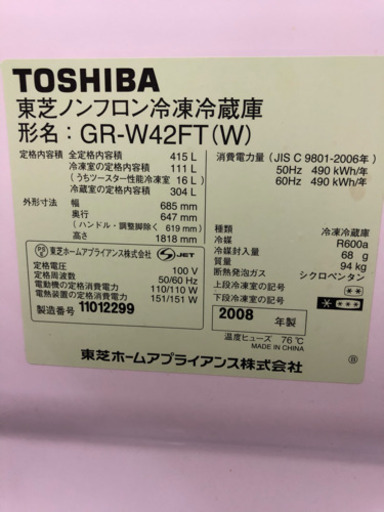 TOSHIBA
東芝ノンフロン冷凍冷蔵庫
形名：GR-W42FT(W)
定格内容積 全定格内容積 415 L
冷凍室の定格内容積 111 L
(うちツースター性能冷凍室 16 L)
冷蔵室の定格内容積 304 L
外形寸法 幅 685 mm
奥行 647 mm
(ハンドル・調整脚除く 619 mm)
高さ 1818 mm
消費電力量 (JIS C 9801-2006年)
50Hz 490 kWh/年
60Hz 490 kWh/年
PSE 東芝ホームアプライアンス株式会社 S-JET
定格電圧 100 V
定格周波数 50/60 Hz
電動機の定格消費電力 110/110 W
電熱装置の定格消費電力 151/151 W
製造番号 11012299
種類 冷凍冷蔵庫
冷媒 R600a
冷媒封入量 68 g
質量 94 kg
断熱発泡ガス シクロペンタン
上段冷凍室の記号
下段冷凍室の記号
2008 年製
温度ヒューズ 76℃
MADE IN CHINA
東芝ホームアプライアンス株式会社
B